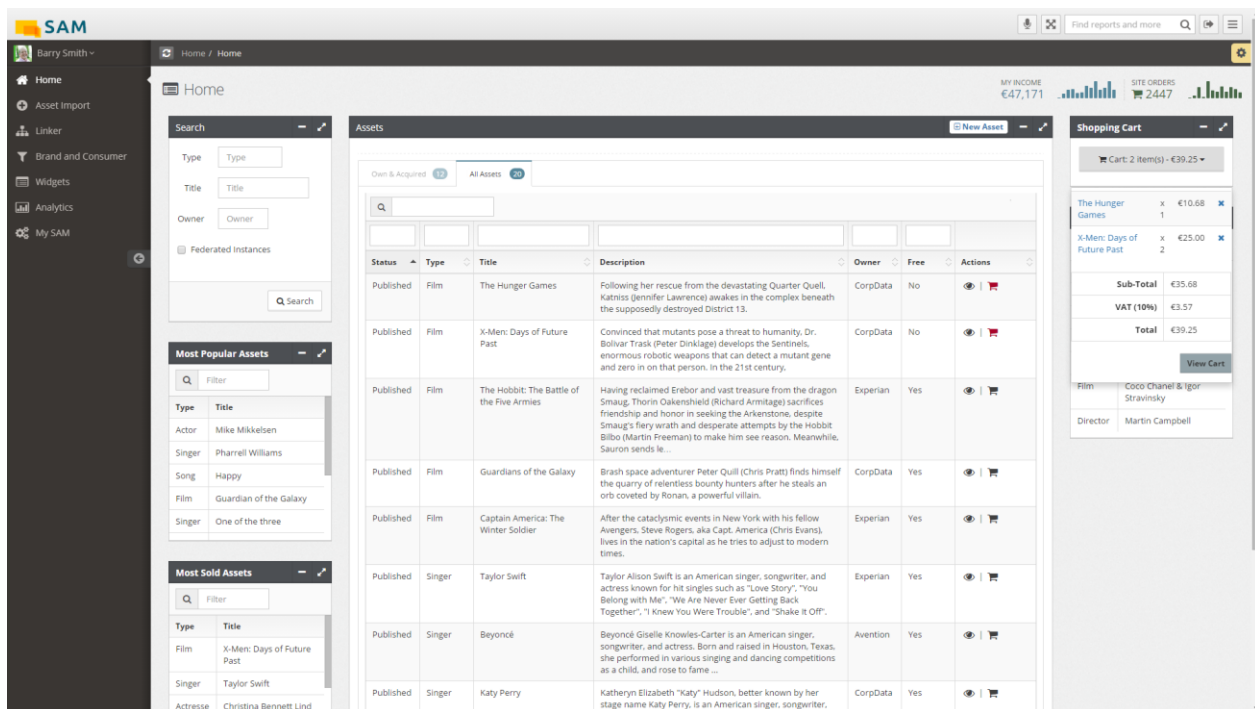 SAM
Find reports and more
Barry Smith
Home / Home
Home
Asset Import
Linker
Brand and Consumer
Widgets
Analytics
My SAM
Home
MY INCOME
€47,171
SITE ORDERS
2447
Search
Type
Type
Title
Title
Owner
Owner
Federated Instances
Search
Most Popular Assets
Filter
Type Title
Actor Mike Mikkelsen
Singer Pharrell Williams
Song Happy
Film Guardian of the Galaxy
Singer One of the three
Most Sold Assets
Filter
Type Title
Film X-Men: Days of Future
Past
Singer Taylor Swift
Actresse Christina Bennett Lind
Assets
New Asset
Own & Acquired 12 All Assets 20
Status Type Title Description Owner Free Actions
Published Film The Hunger Games Following her rescue from the devastating Quarter Quell, CorpData No
Katniss (Jennifer Lawrence) awakes in the complex beneath
the supposedly destroyed District 13.
Published Film X-Men: Days of Future Convinced that mutants pose a threat to humanity, Dr. CorpData No
Past Bolivar Trask (Peter Dinklage) develops the Sentinels,
enormous robotic weapons that can detect a mutant gene
and zero in on that person. In the 21st century,
Published Film The Hobbit: The Battle of Having reclaimed Erebor and vast treasure from the dragon Experian Yes
the Five Armies Smaug, Thorin Oakenshield (Richard Armitage) sacrifices
friendship and honor in seeking the Arkenstone, despite
Smaug's fiery wrath and desperate attempts by the Hobbit
Bilbo (Martin Freeman) to make him see reason. Meanwhile,
Sauron sends le...
Published Film Guardians of the Galaxy Brash space adventurer Peter Quill (Chris Pratt) finds himself CorpData Yes
the quarry of relentless bounty hunters after he steals an
orb coveted by Ronan, a powerful villain.
Published Film Captain America: The After the cataclysmic events in New York with his fellow Experian Yes
Winter Soldier Avengers, Steve Rogers, aka Capt. America (Chris Evans),
lives in the nation's capital as he tries to adjust to modern
times.
Published Singer Taylor Swift Taylor Alison Swift is an American singer, songwriter, and Experian Yes
actress known for hit singles such as "Love Story", "You
Belong with Me", "We Are Never Ever Getting Back
Together", "I Knew You Were Trouble", and "Shake It Off".
Published Singer Beyoncé Beyoncé Giselle Knowles-Carter is an American singer, Avention Yes
songwriter, and actress. Born and raised in Houston, Texas,
she performed in various singing and dancing competitions
as a child, and rose to fame ...
Published Singer Katy Perry Katheryn Elizabeth "Katy" Hudson, better known by her CorpData Yes
stage name Katy Perry, is an American singer, songwriter,
Shopping Cart
Cart: 2 item(s) - €39.25
The Hunger x €10.68
Games 1
X-Men: Days of x €25.00
Future Past 2
Sub-Total €35.68
VAT (10%) €3.57
Total €39.25
View Cart
Film Coco Chanel & Igor
Stravinsky
Director Martin Campbell